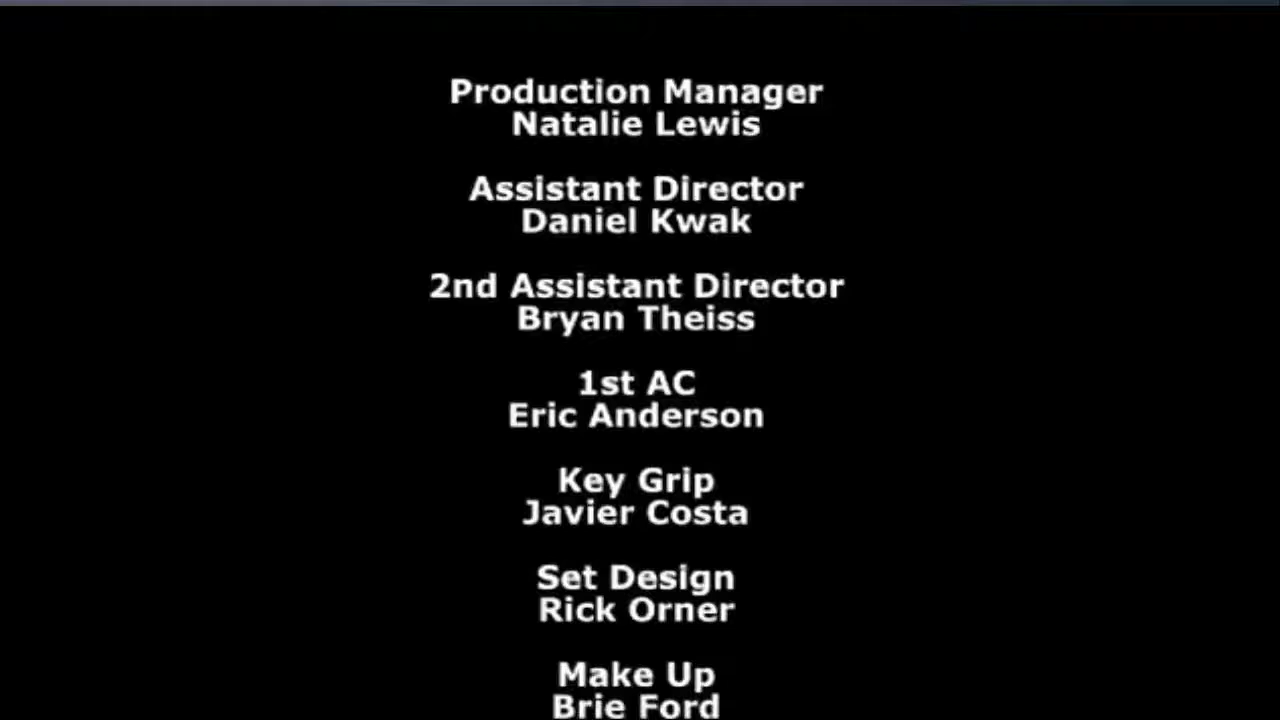 Production Manager
Natalie Lewis
Assistant Director
Daniel Kwak
2nd Assistant Director
Bryan Theiss
1st AC
Eric Anderson
Key Grip
Javier Costa
Set Design
Rick Orner
Make Up
Brie Ford